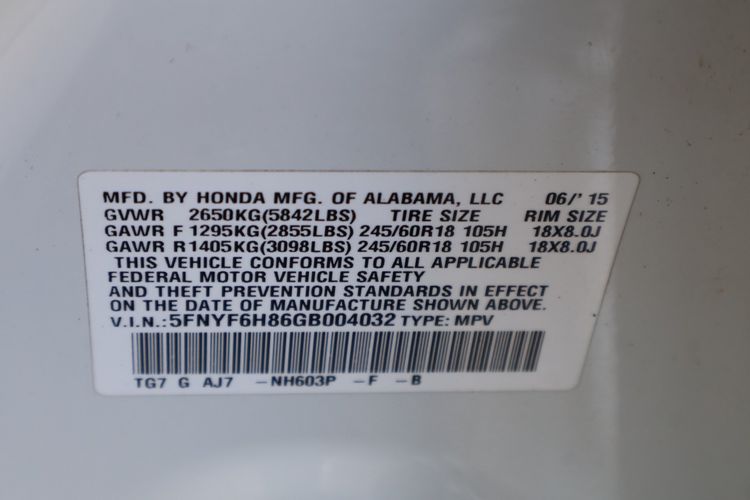 MFD. BY HONDA MFG. OF ALABAMA, LLC 06/' 15
GVWR 2650KG(5842LBS) TIRE SIZE RIM SIZE
GAWR F 1295KG(2855LBS) 245/60R18 105H 18X8.0J
GAWR R 1405KG(3098LBS) 245/60R18 105H 18X8.0J
THIS VEHICLE CONFORMS TO ALL APPLICABLE
FEDERAL MOTOR VEHICLE SAFETY
AND THEFT PREVENTION STANDARDS IN EFFECT
ON THE DATE OF MANUFACTURE SHOWN ABOVE.
V.I.N.: 5FNYF6H86GB004032 TYPE: MPV
TG7 G AJ7 -NH603P -F -B